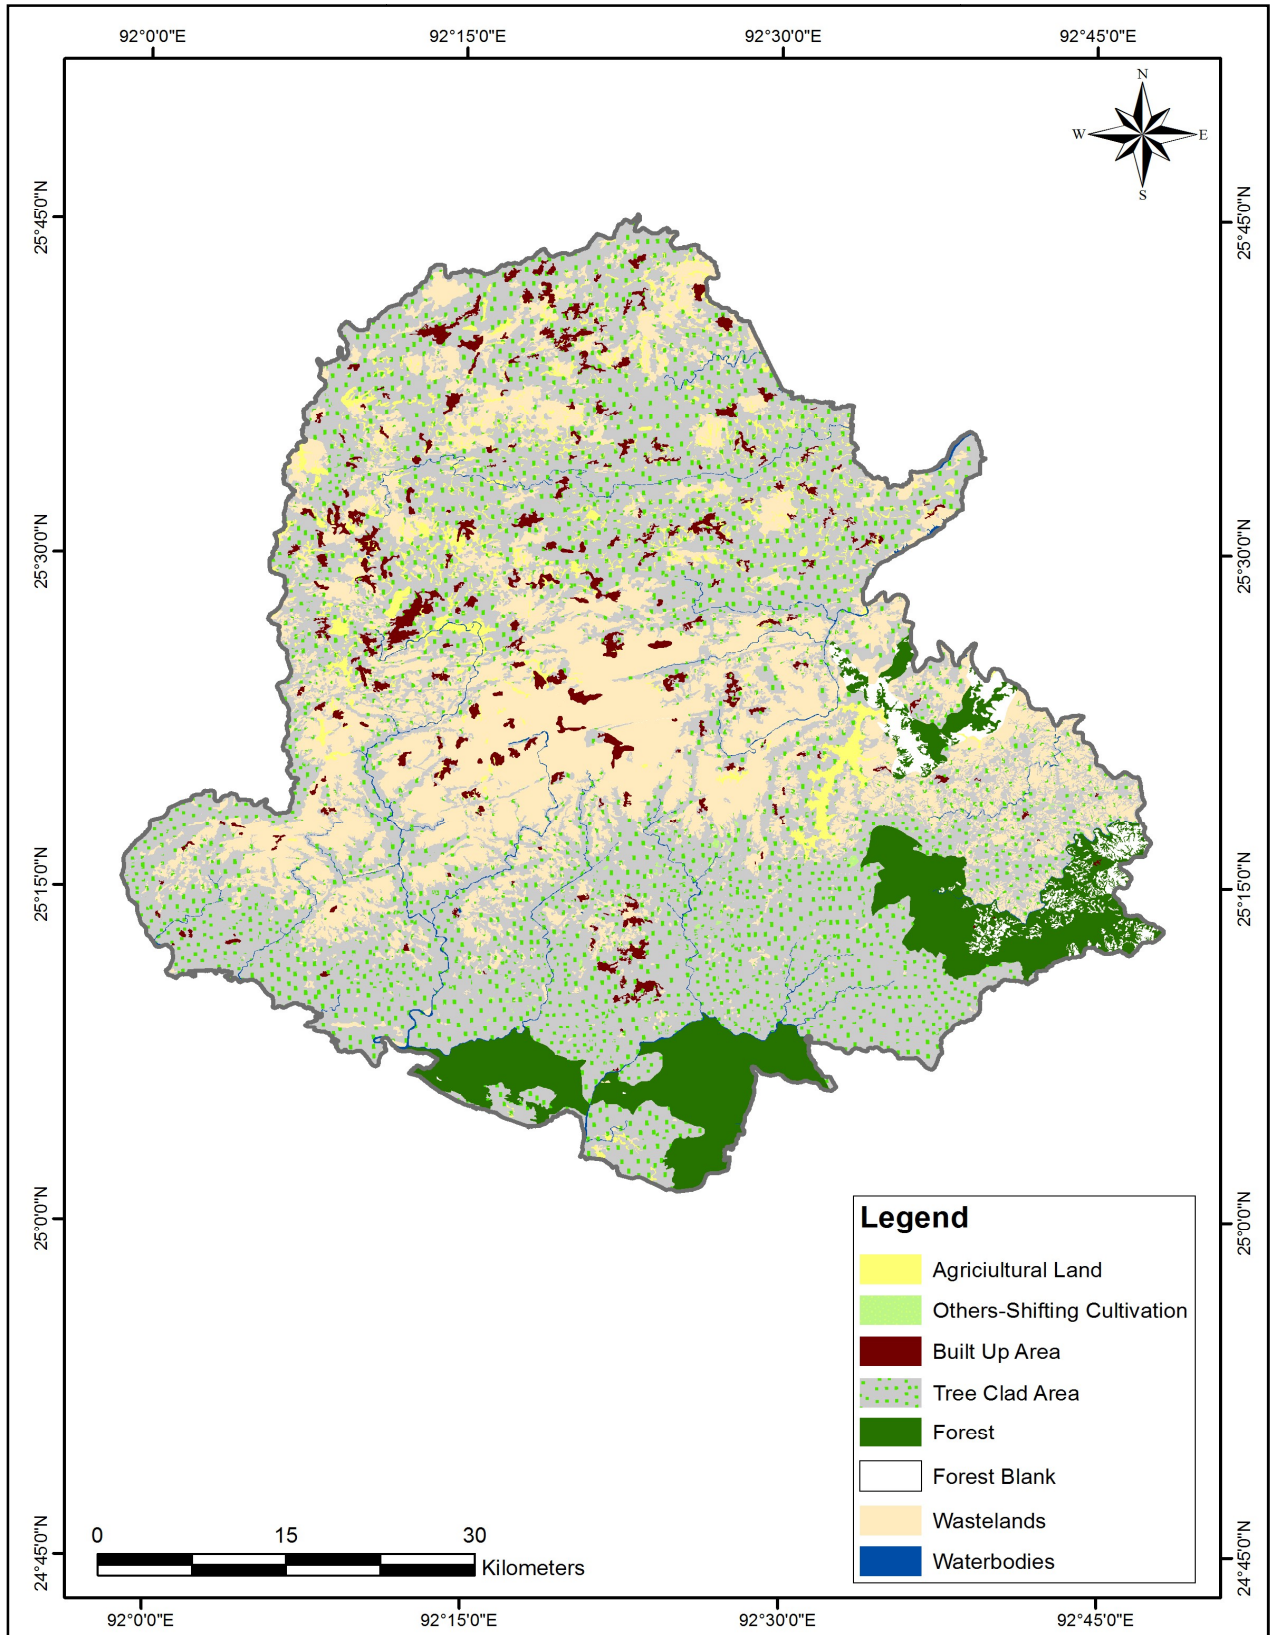 92°0'0"E 92°15'0"E 92°30'0"E 92°45'0"E
N
W E
S
25°45'0"N 25°45'0"N
25°30'0"N 25°30'0"N
25°15'0"N 25°15'0"N
25°0'0"N 25°0'0"N
Legend
Agriciultural Land
Others-Shifting Cultivation
Built Up Area
Tree Clad Area
Forest
Forest Blank
Wastelands
Waterbodies
0 15 30
Kilometers
24°45'0"N 24°45'0"N
92°0'0"E 92°15'0"E 92°30'0"E 92°45'0"E